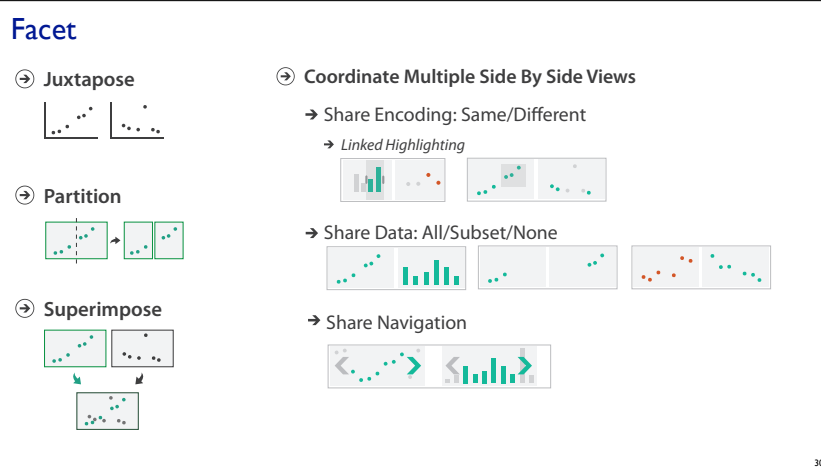 Facet
Juxtapose
Partition
Superimpose
Coordinate Multiple Side By Side Views
Share Encoding: Same/Different
Linked Highlighting
Share Data: All/Subset/None
Share Navigation